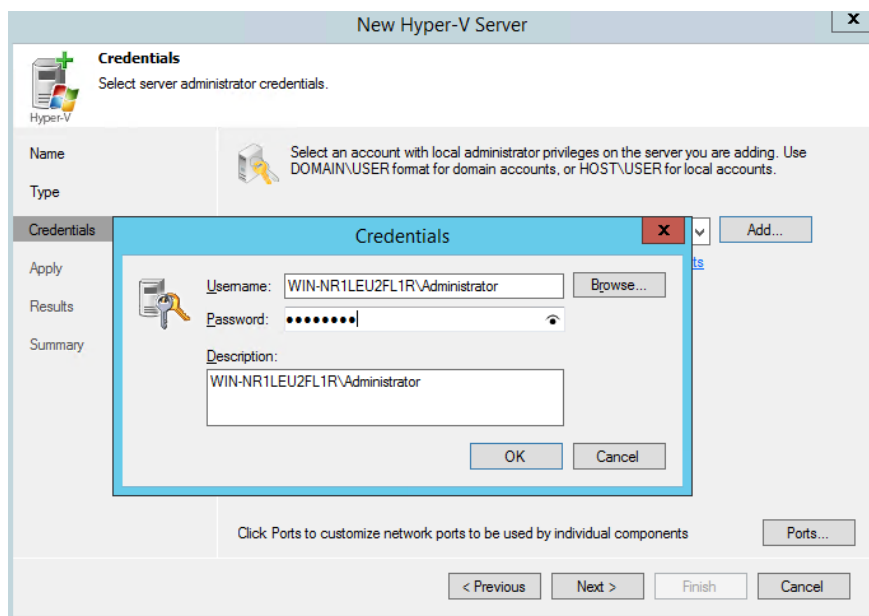 New Hyper-V Server
x
Credentials
Select server administrator credentials.
Hyper-V
Name
Type
Credentials
Apply
Results
Summary
Select an account with local administrator privileges on the server you are adding. Use
DOMAIN\USER format for domain accounts, or HOST\USER for local accounts.
Add...
ts
Credentials
x
Username:
WIN-NR1LEU2FL1R\Administrator
Browse...
Password:
●●●●●●●●
Description:
WIN-NR1LEU2FL1R\Administrator
OK
Cancel
Click Ports to customize network ports to be used by individual components
Ports...
< Previous
Next >
Finish
Cancel